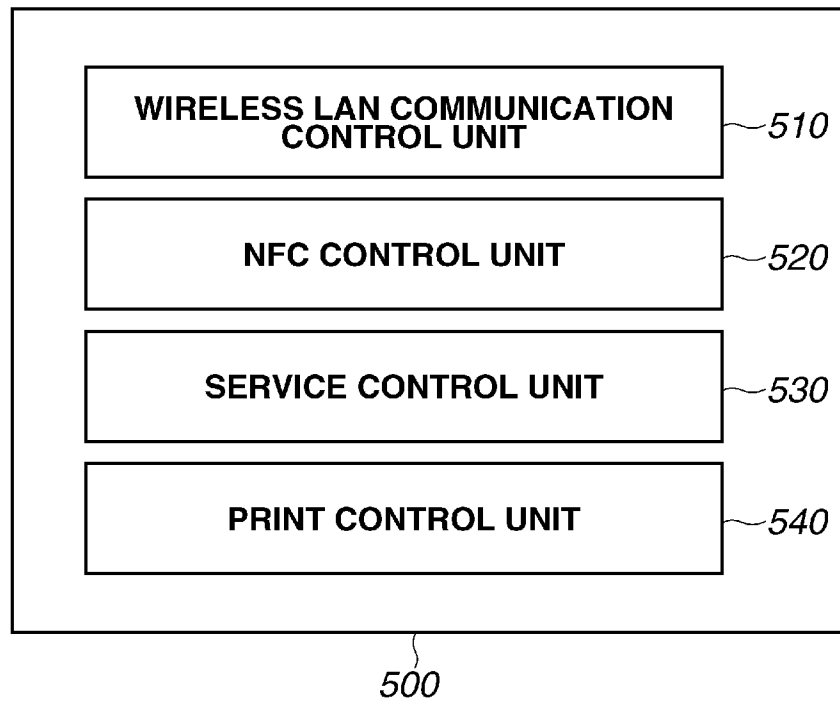 WIRELESS LAN COMMUNICATION
CONTROL UNIT
510
NFC CONTROL UNIT
520
SERVICE CONTROL UNIT
530
PRINT CONTROL UNIT
540
500